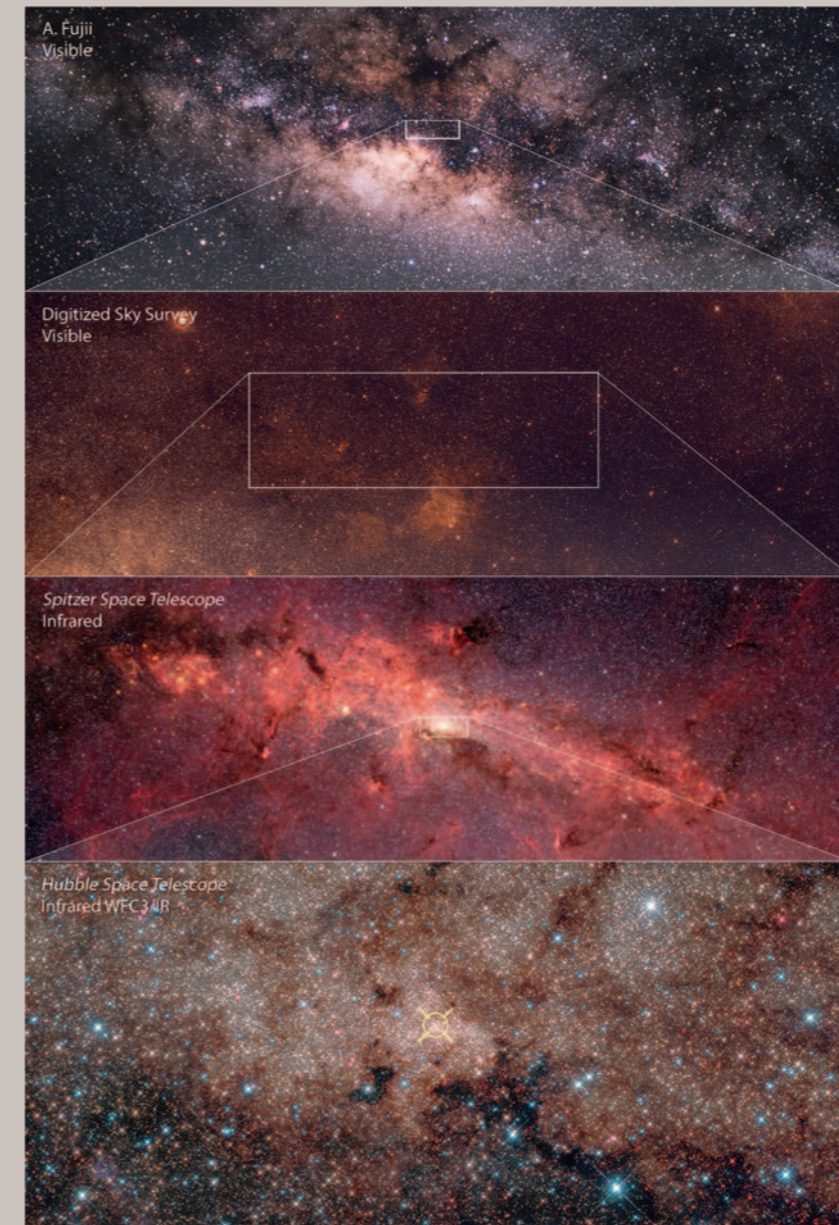 A. Fujii
Visible
Digitized Sky Survey
Visible
Spitzer Space Telescope
Infrared
Hubble Space Telescope
Infrared WFC3/IR